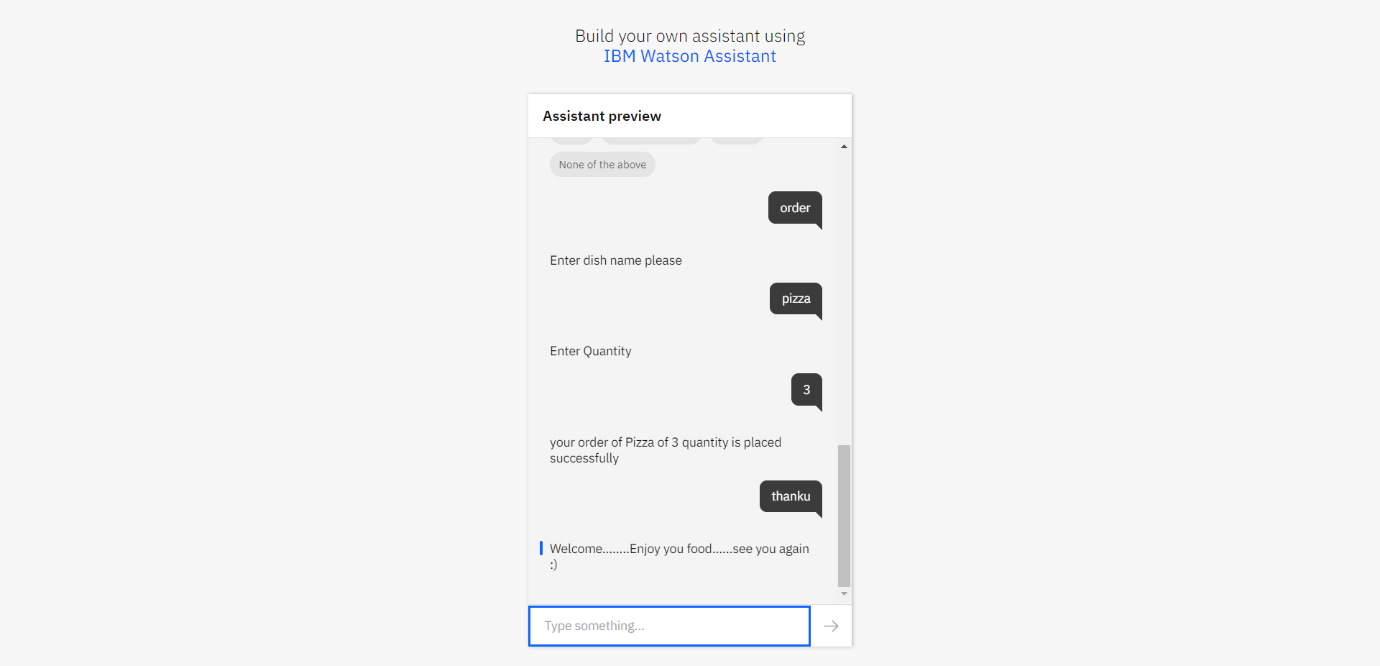 Build your own assistant using
IBM Watson Assistant
Assistant preview
None of the above
order
Enter dish name please
pizza
Enter Quantity
3
your order of Pizza of 3 quantity is placed
successfully
thanku
Welcome........Enjoy you food......see you again
:)
Type something...